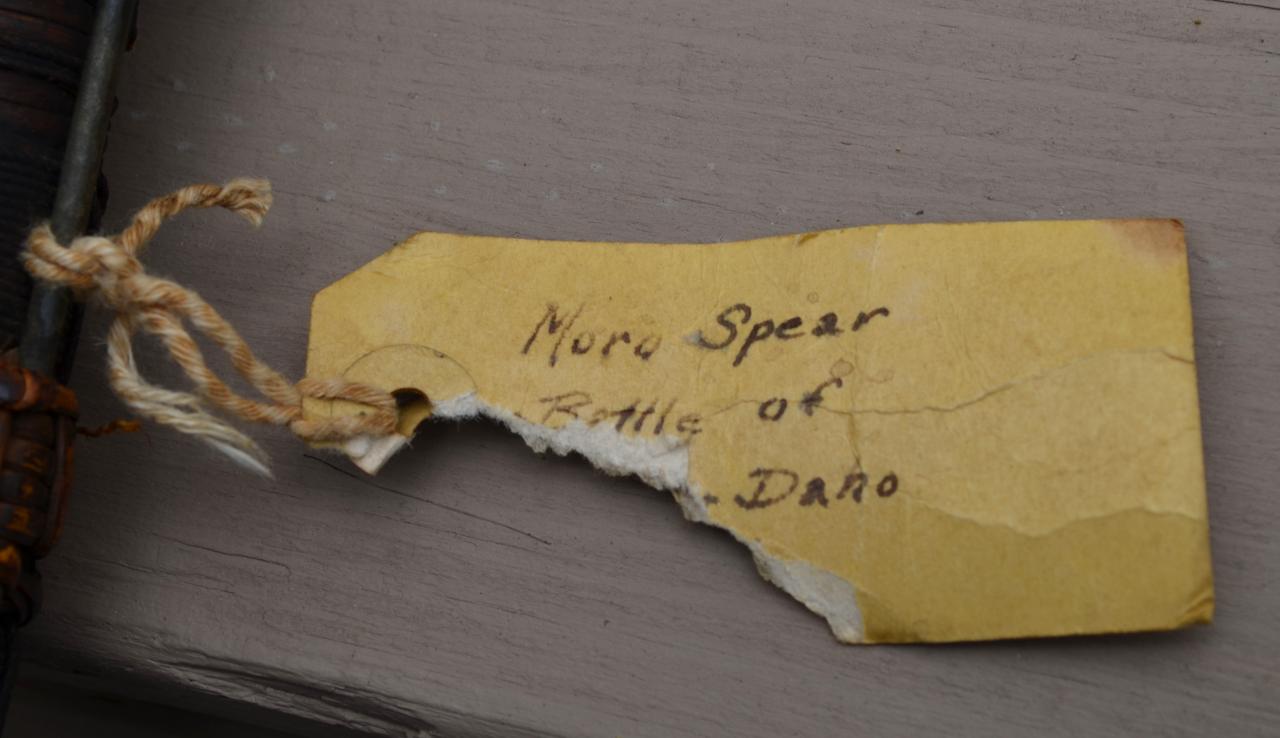 Moro Spear
Battle of
- Dano